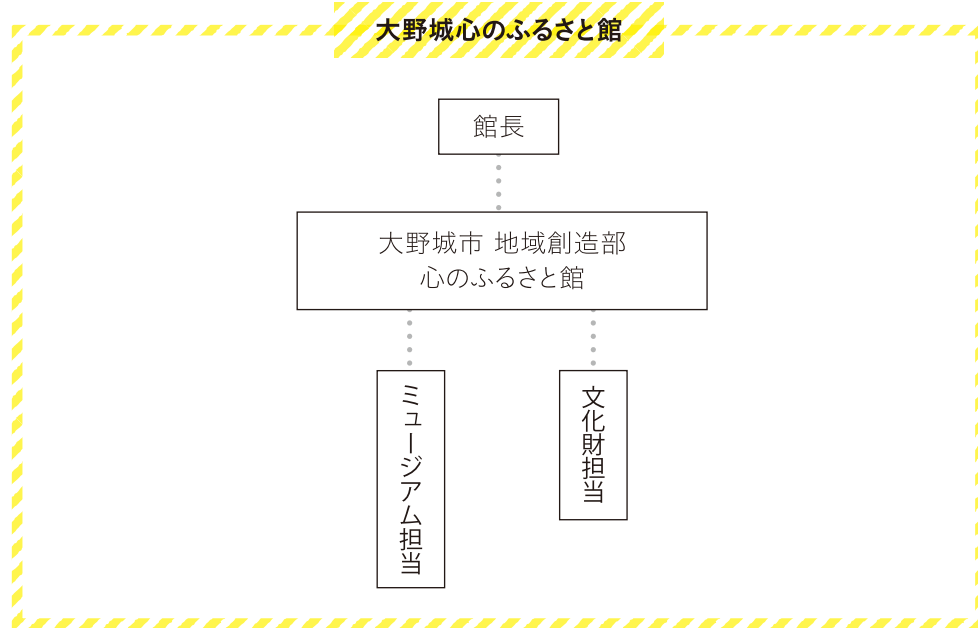 大野城心のふるさと館
館長
大野城市 地域創造部
心のふるさと館
ミュージアム担当
文化財担当